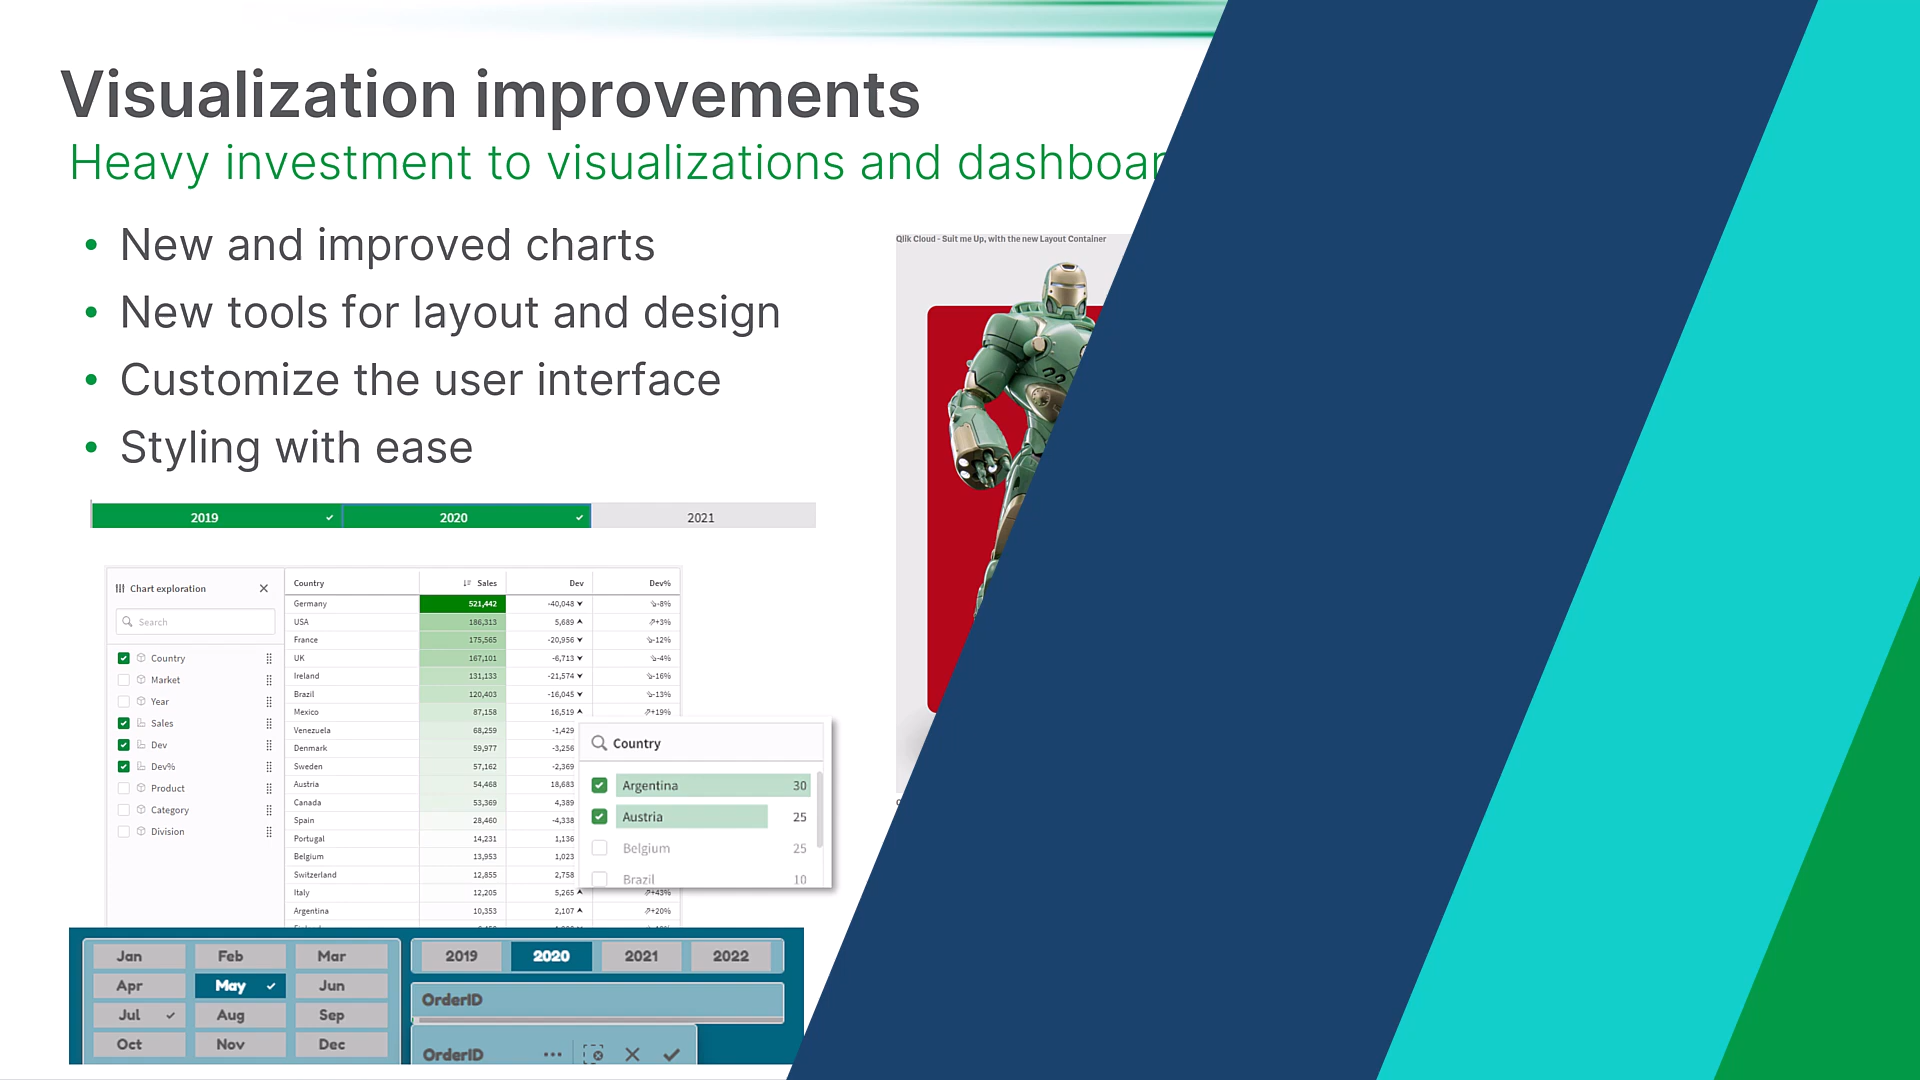 Visualization improvements
Heavy investment to visualizations and dashboar
• New and improved charts
• New tools for layout and design
• Customize the user interface
• Styling with ease
Qlik Cloud - Suit me Up, with the new Layout Container
2019 2020 2021
Chart exploration
Search
Country
Market
Year
Sales
Dev
Dev%
Product
Category
Division
Country Sales Dev Dev%
Germany 521,442 -40,048 -8%
USA 186,313 5,689 +3%
France 175,565 -20,956 -12%
UK 167,101 -6,713 -4%
Ireland 131,133 -21,574 -16%
Brazil 120,403 -16,045 -13%
Mexico 87,158 16,519 +19%
Venezuela 68,259 -1,429
Denmark 59,977 -3,256
Sweden 57,162 -2,369
Austria 54,468 18,683
Canada 53,369 4,389
Spain 28,460 -4,338
Portugal 14,231 1,136
Belgium 13,953 1,023
Switzerland 12,855 2,758
Italy 12,205 5,265 +43%
Argentina 10,353 2,107 +20%
Country
Argentina 30
Austria 25
Belgium 25
Brazil 10
Jan Feb Mar
Apr May Jun
Jul Aug Sep
Oct Nov Dec
2019 2020 2021 2022
OrderID
OrderID